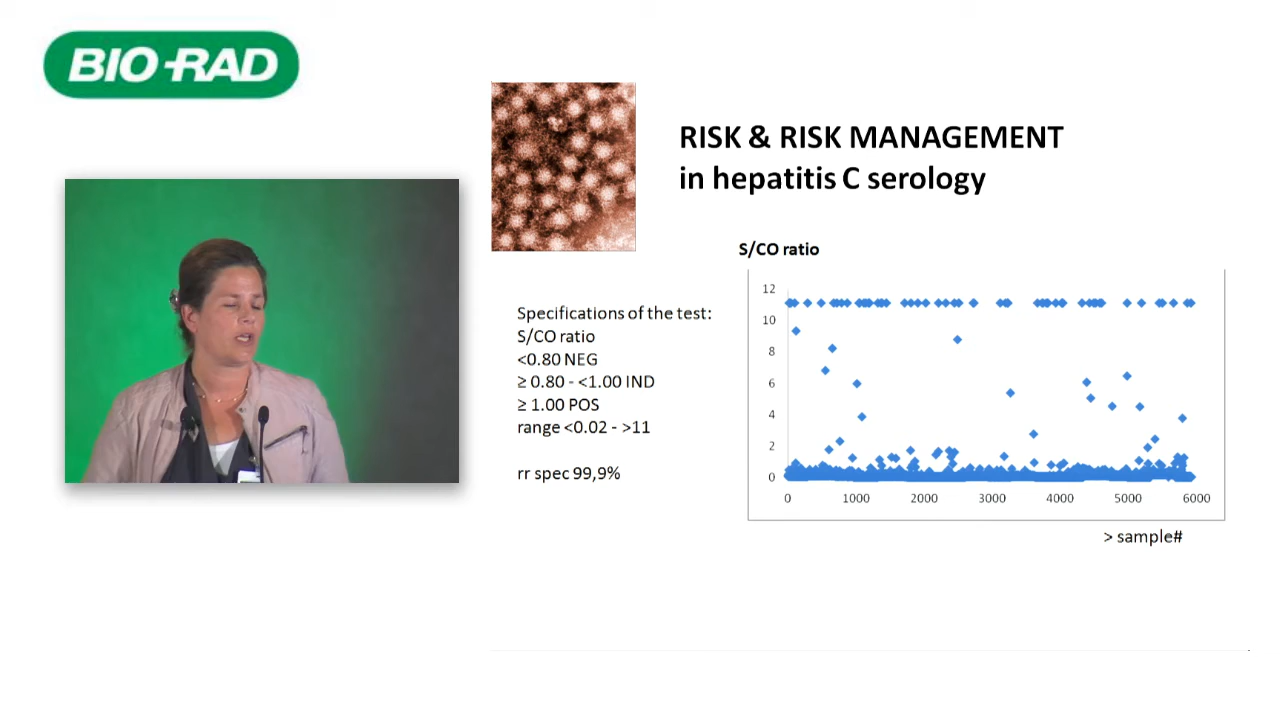 BIO-RAD
RISK & RISK MANAGEMENT
in hepatitis C serology
S/CO ratio
Specifications of the test:
S/CO ratio
<0.80 NEG
≥ 0.80 - <1.00 IND
≥ 1.00 POS
range <0.02 - >11
rr spec 99,9%
12
10
8
6
4
2
0
0 1000 2000 3000 4000 5000 6000
> sample#